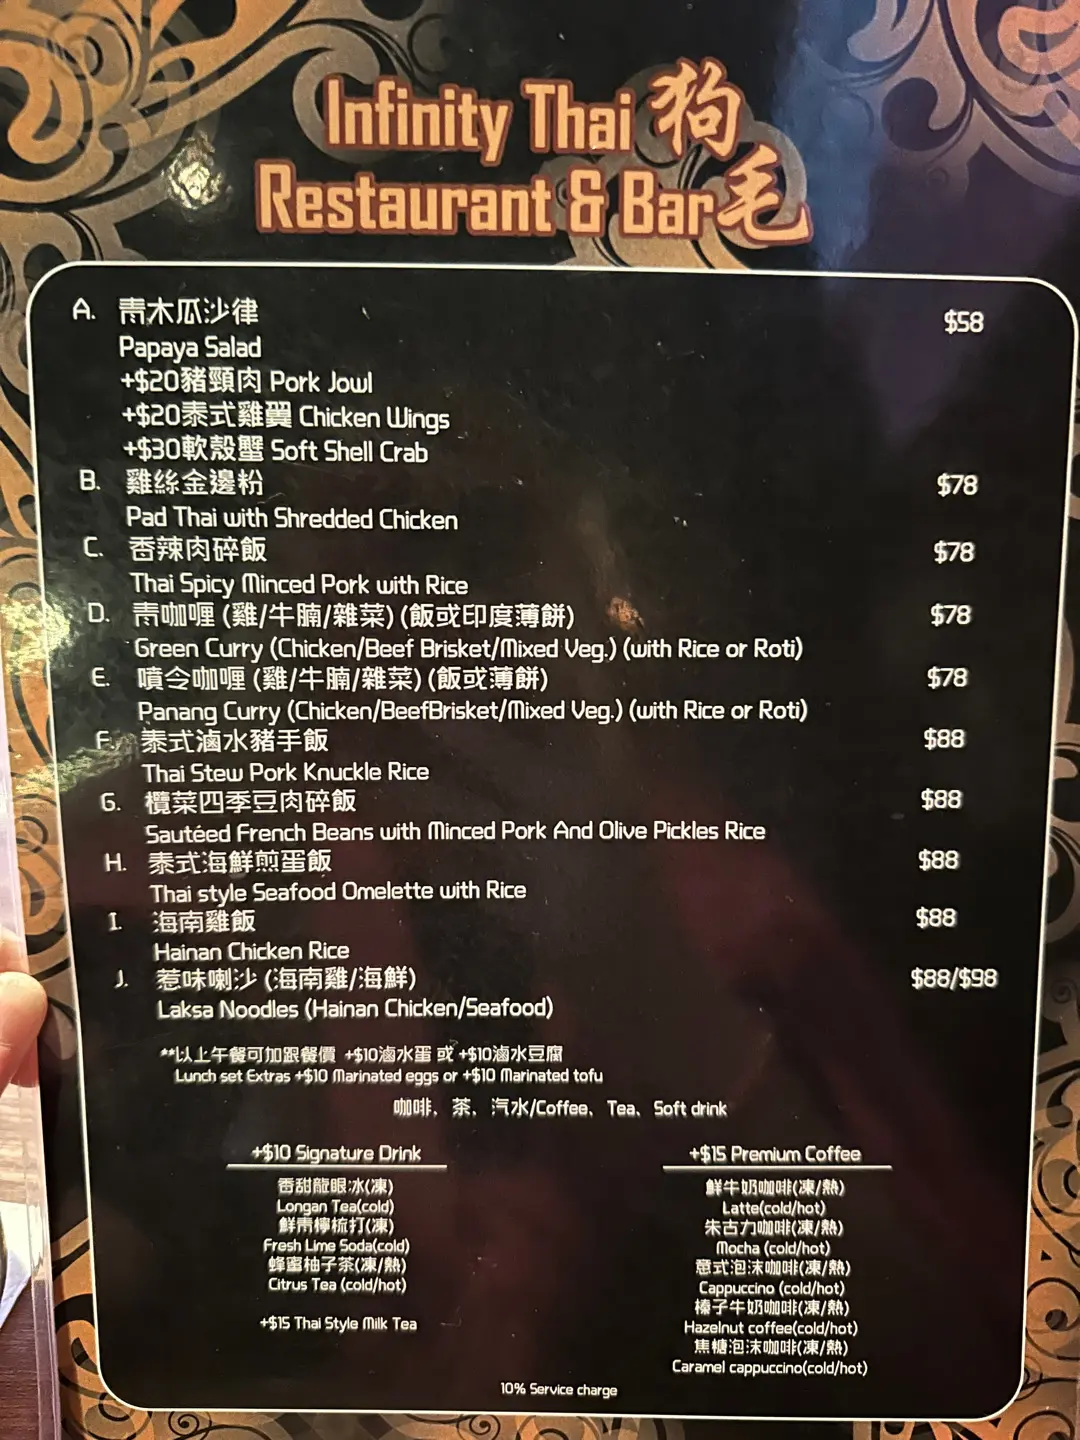 Infinity Thai 狗
Restaurant & Bar 毛
A. 青木瓜沙律 $58
Papaya Salad
+$20豬頸肉 Pork Jowl
+$20泰式雞翼 Chicken Wings
+$30軟殼蟹 Soft Shell Crab
B. 雞絲金邊粉 $78
Pad Thai with Shredded Chicken
C. 香辣肉碎飯 $78
Thai Spicy Minced Pork with Rice
D. 青咖喱 (雞/牛腩/雜菜) (飯或印度薄餅) $78
Green Curry (Chicken/Beef Brisket/Mixed Veg.) (with Rice or Roti)
E. 噴令咖喱 (雞/牛腩/雜菜) (飯或薄餅) $78
Panang Curry (Chicken/BeefBrisket/Mixed Veg.) (with Rice or Roti)
F. 泰式滷水豬手飯 $88
Thai Stew Pork Knuckle Rice
G. 欖菜四季豆肉碎飯 $88
Sautéed French Beans with Minced Pork And Olive Pickles Rice
H. 泰式海鮮煎蛋飯 $88
Thai style Seafood Omelette with Rice
I. 海南雞飯 $88
Hainan Chicken Rice
J. 惹味喇沙 (海南雞/海鮮) $88/$98
Laksa Noodles (Hainan Chicken/Seafood)
**以上午餐可加跟餐價 +$10滷水蛋 或 +$10滷水豆腐
Lunch set Extras +$10 Marinated eggs or +$10 Marinated tofu
咖啡、茶、汽水/Coffee、Tea、Soft drink
+$10 Signature Drink
香甜龍眼冰(凍)
Longan Tea(cold)
鮮青檸梳打(凍)
Fresh Lime Soda(cold)
蜂蜜柚子茶(凍/熱)
Citrus Tea (cold/hot)
+$15 Thai Style Milk Tea
+$15 Premium Coffee
鮮牛奶咖啡(凍/熱)
Latte(cold/hot)
朱古力咖啡(凍/熱)
Mocha (cold/hot)
意式泡沫咖啡(凍/熱)
Cappuccino (cold/hot)
榛子牛奶咖啡(凍/熱)
Hazelnut coffee(cold/hot)
焦糖泡沫咖啡(凍/熱)
Caramel cappuccino(cold/hot)
10% Service charge